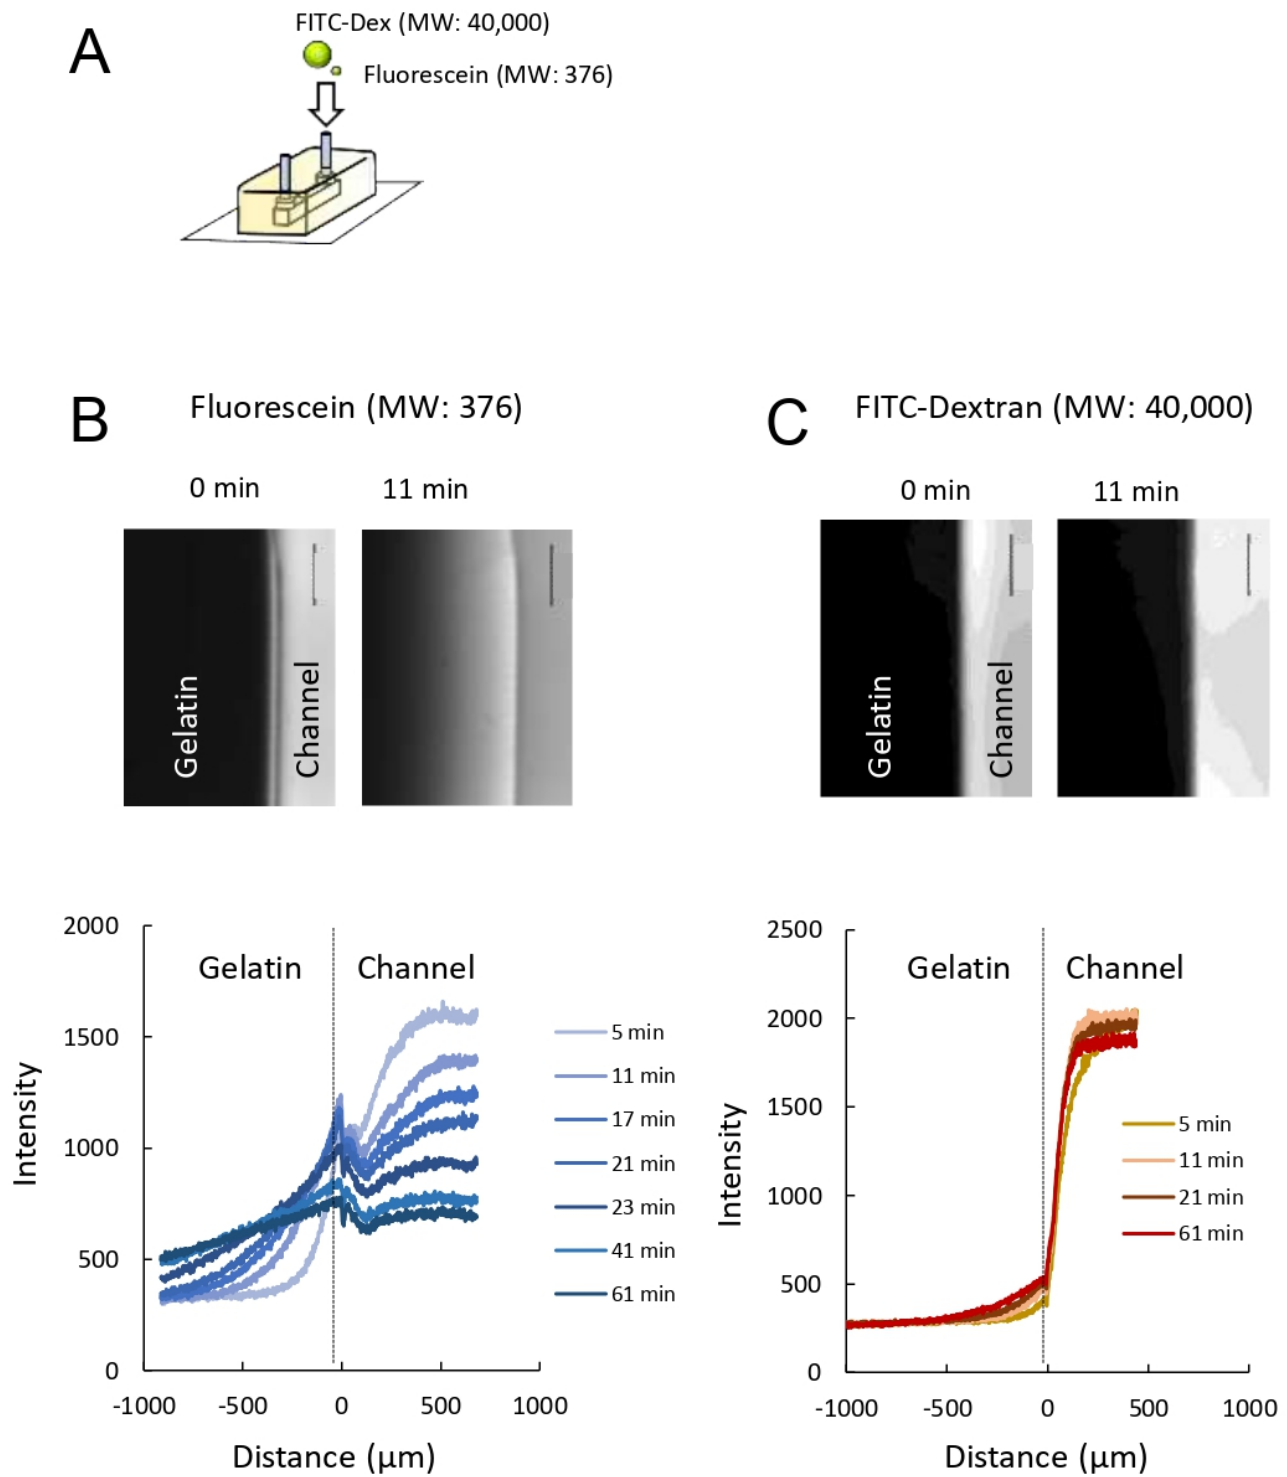 A
FITC-Dex (MW: 40,000)
Fluorescein (MW: 376)
B
Fluorescein (MW: 376)
0 min
11 min
Gelatin
Channel
2000
1500
1000
500
0
Gelatin
Channel
Intensity
5 min
11 min
17 min
21 min
23 min
41 min
61 min
-1000
-500
0
500
1000
Distance (μm)
C
FITC-Dextran (MW: 40,000)
0 min
11 min
Gelatin
Channel
2500
2000
1500
1000
500
0
Gelatin
Channel
Intensity
5 min
11 min
21 min
61 min
-1000
-500
0
500
1000
Distance (μm)